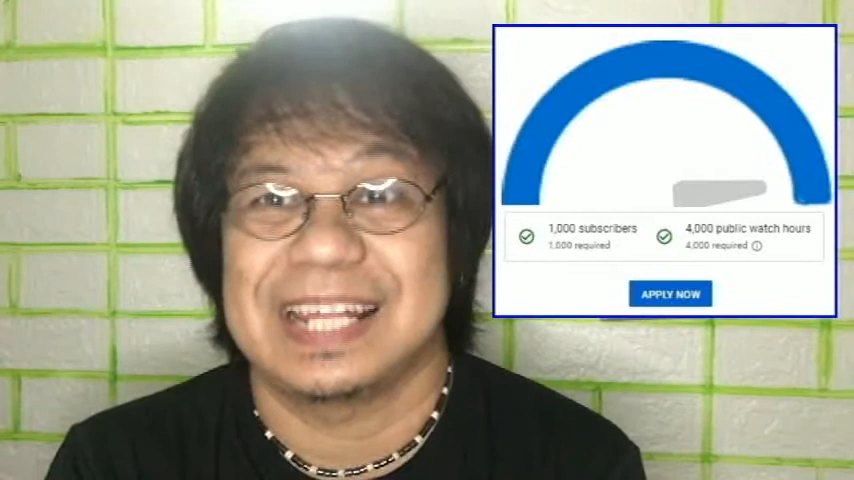 1,000 subscribers
1,000 required
4,000 public watch hours
4,000 required
APPLY NOW